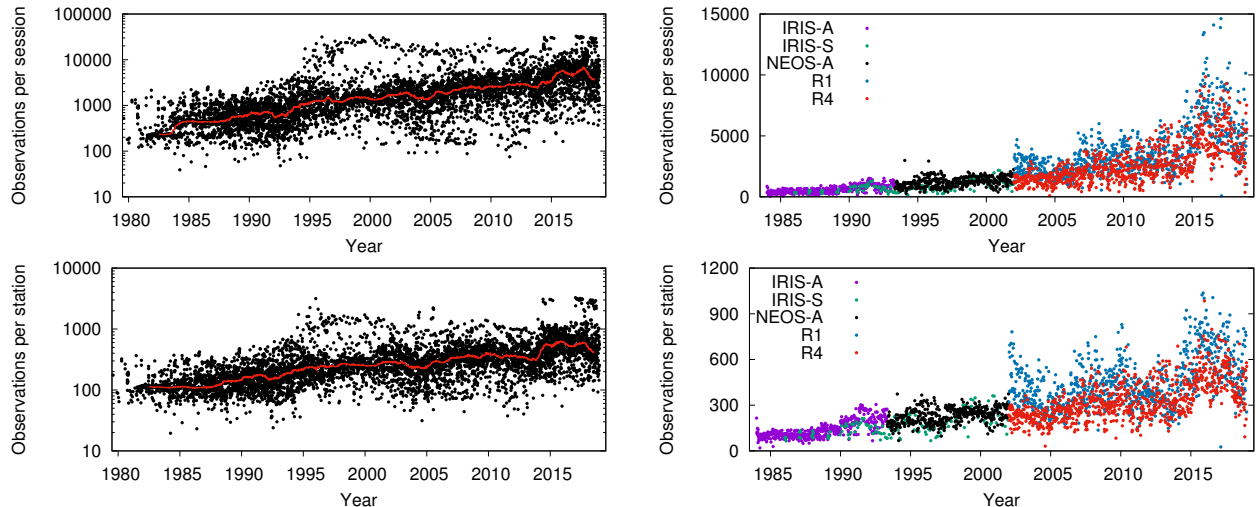 Observations per session
100000
10000
1000
100
10
1980 1985 1990 1995 2000 2005 2010 2015
Year
Observations per session
15000
10000
5000
0
IRIS-A
IRIS-S
NEOS-A
R1
R4
1985 1990 1995 2000 2005 2010 2015
Year
Observations per station
10000
1000
100
10
1980 1985 1990 1995 2000 2005 2010 2015
Year
Observations per station
1200
900
600
300
0
IRIS-A
IRIS-S
NEOS-A
R1
R4
1985 1990 1995 2000 2005 2010 2015
Year